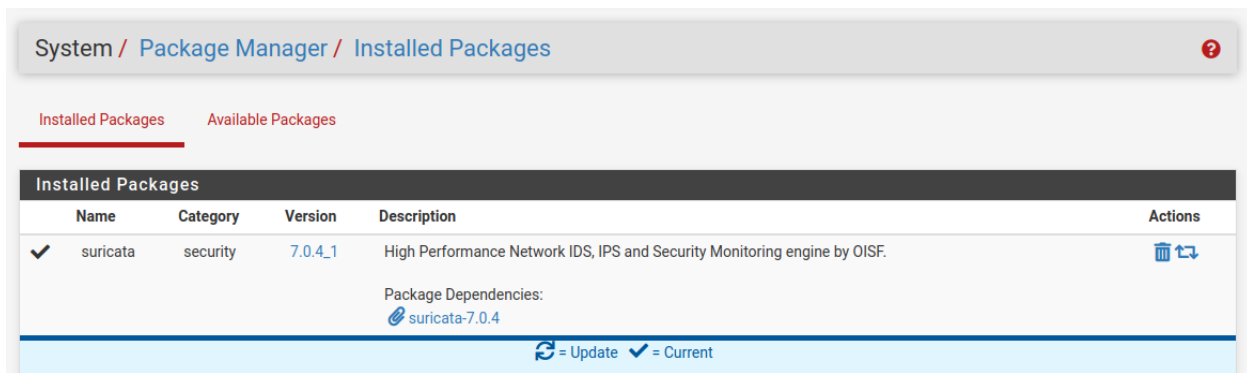 System / Package Manager / Installed Packages
Installed Packages Available Packages
Installed Packages
Name Category Version Description Actions
suricata security 7.0.4_1 High Performance Network IDS, IPS and Security Monitoring engine by OISF.
Package Dependencies:
suricata-7.0.4
= Update = Current